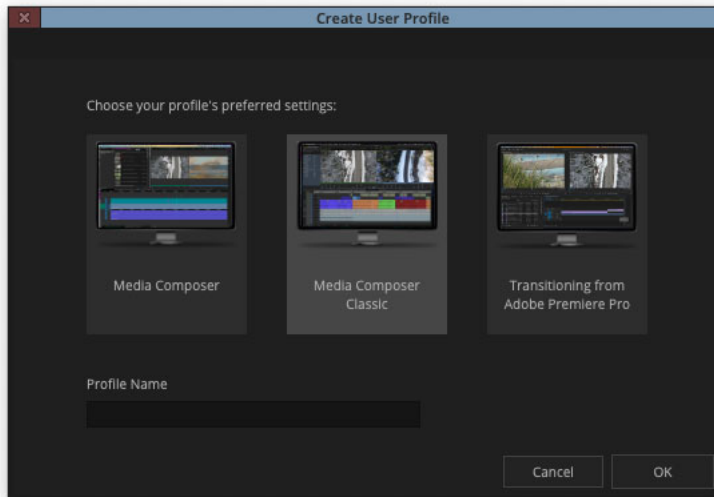 Create User Profile
Choose your profile's preferred settings:
Media Composer
Media Composer
Classic
Transitioning from
Adobe Premiere Pro
Profile Name
Cancel
OK